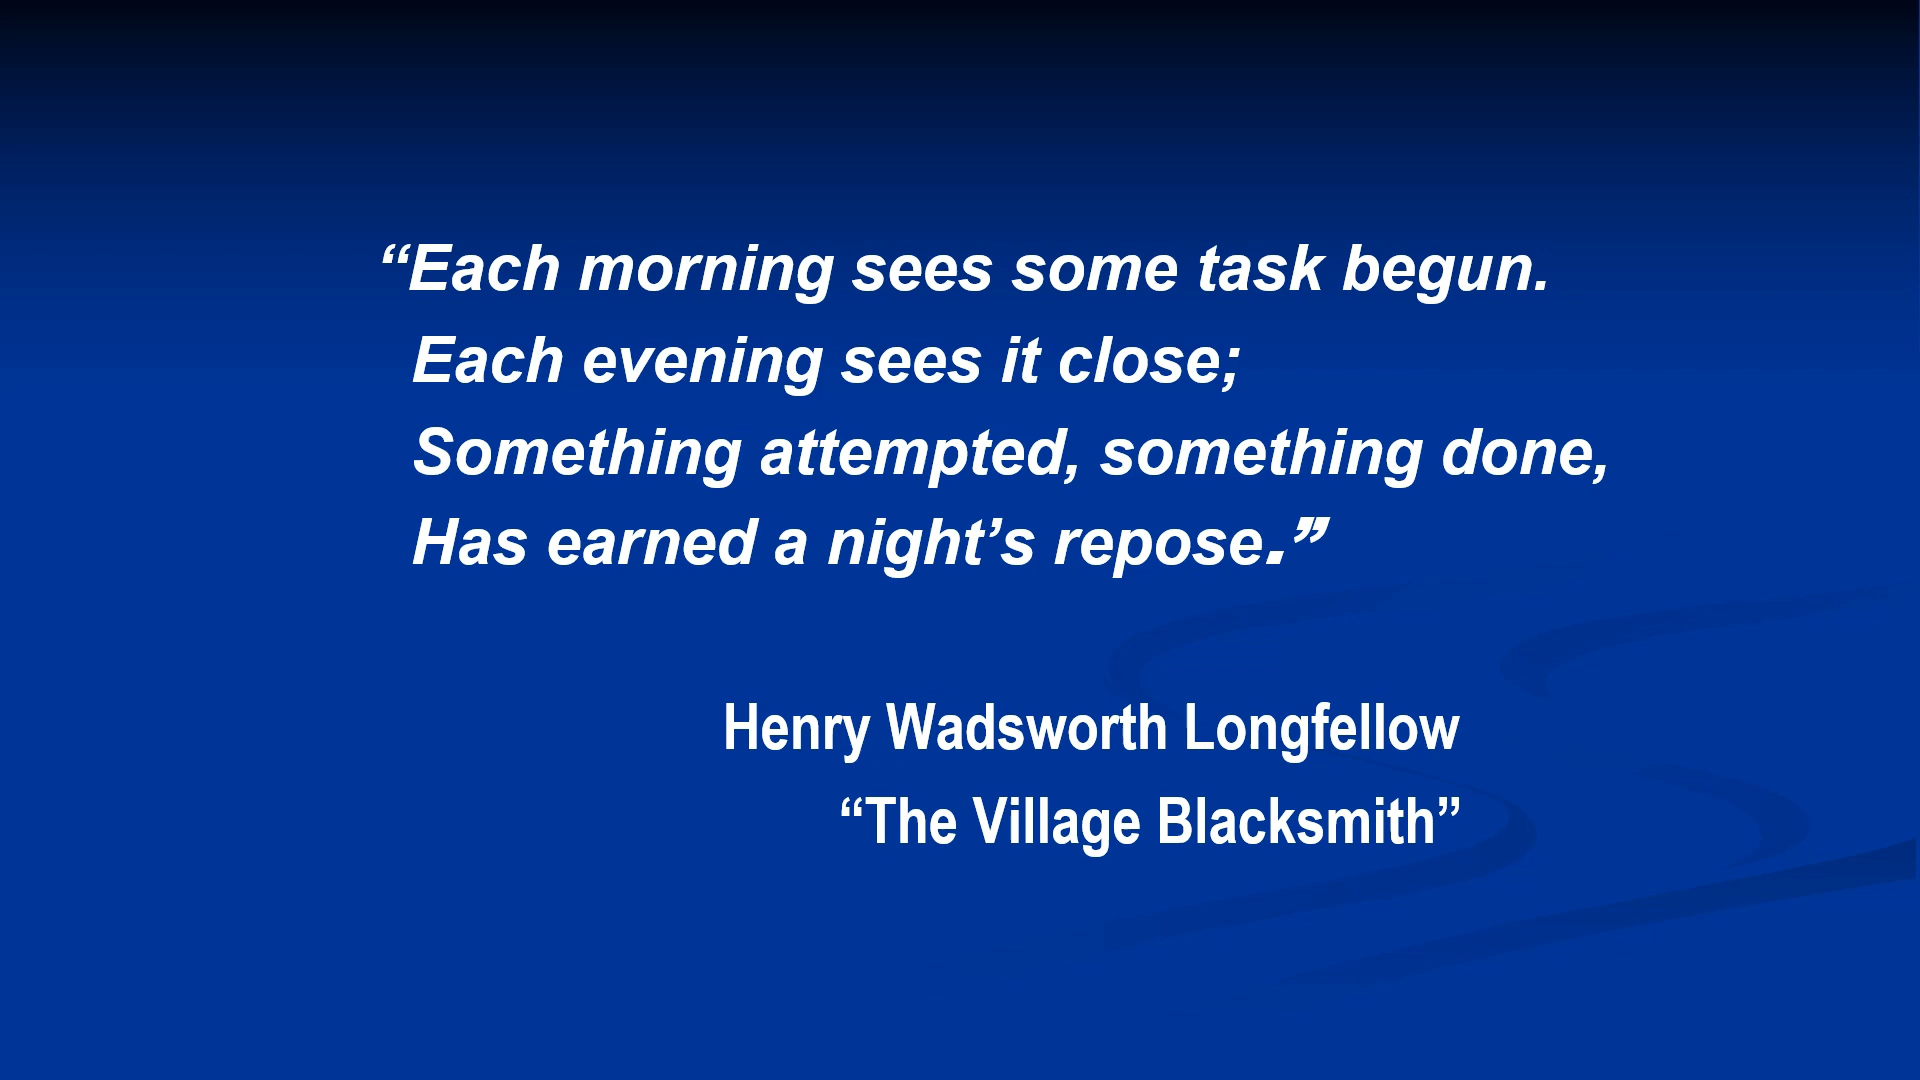 “Each morning sees some task begun.
Each evening sees it close;
Something attempted, something done,
Has earned a night’s repose.”
Henry Wadsworth Longfellow
“The Village Blacksmith”